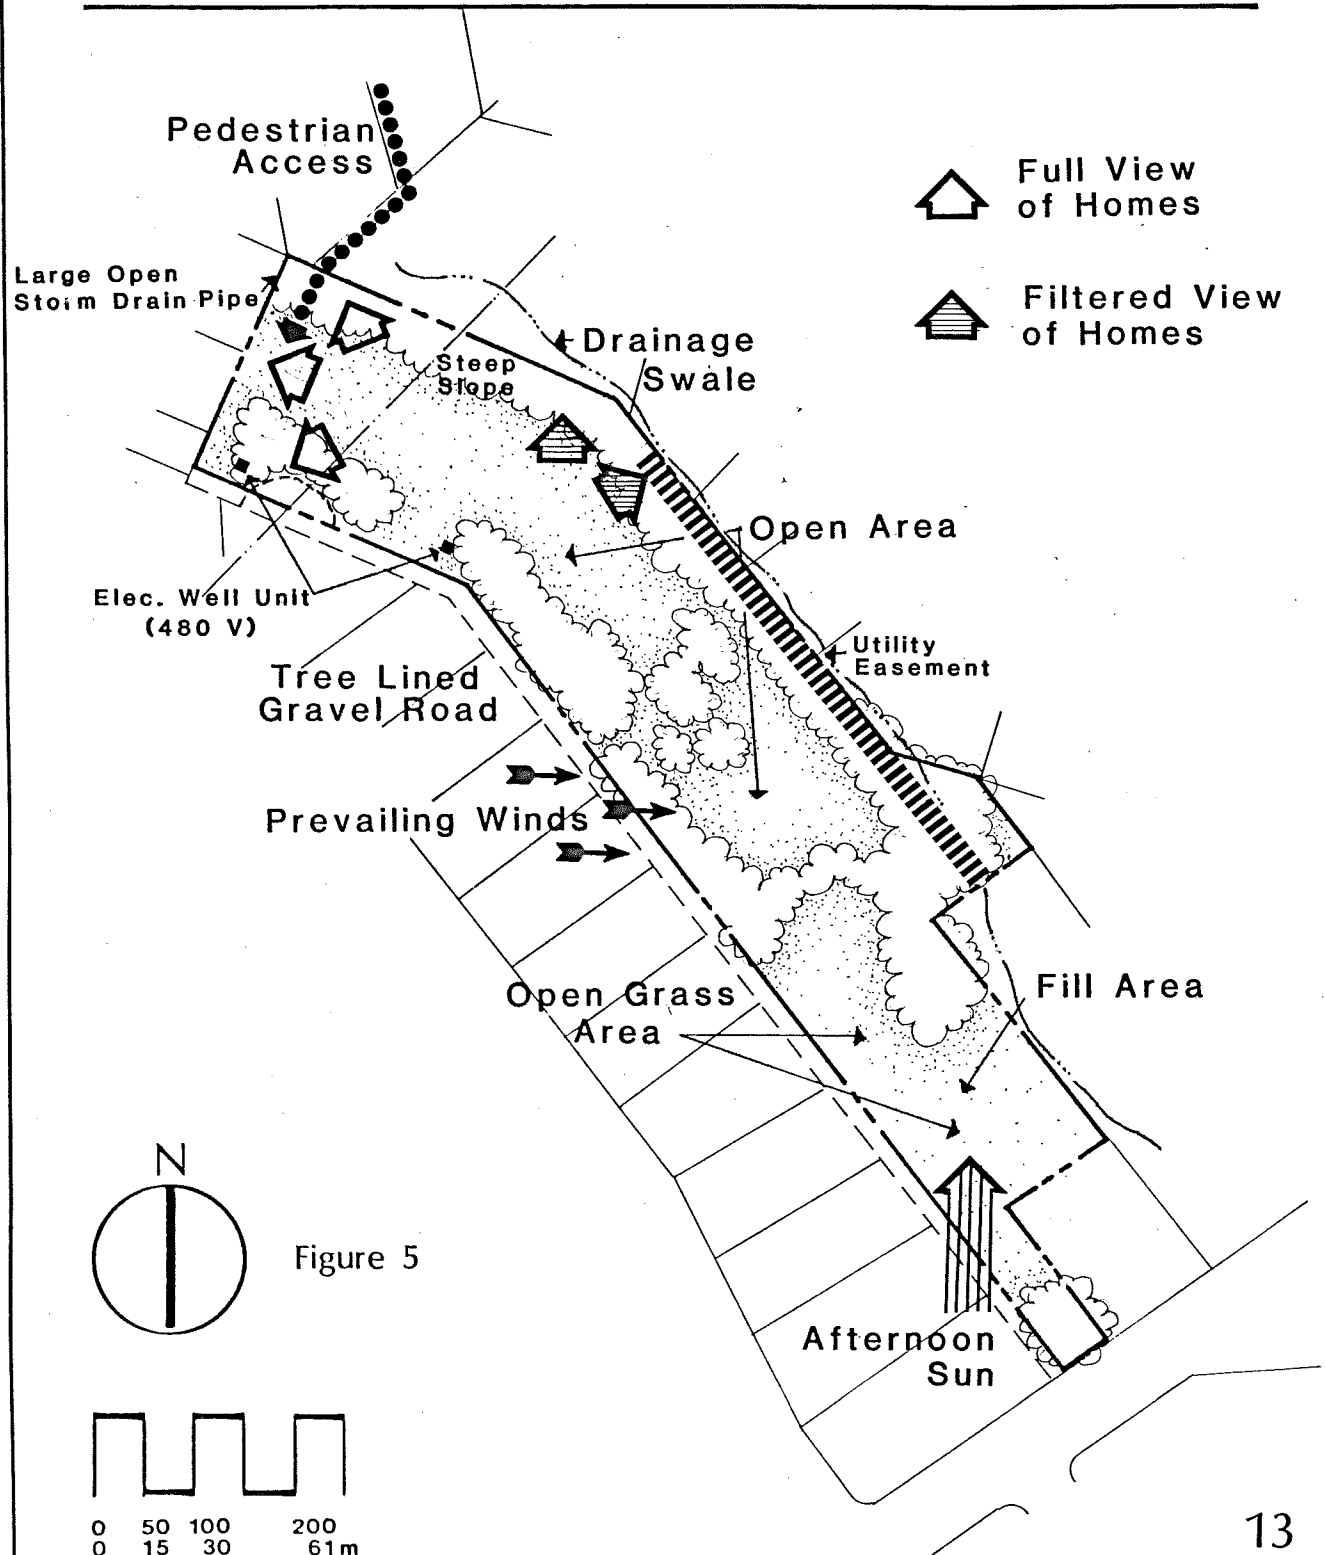 Pedestrian
Access
Full View
of Homes
Large Open
Storm Drain Pipe
Filtered View
of Homes
Drainage
Swale
Steep
Slope
Open Area
Elec. Well Unit
(480 V)
Utility
Easement
Tree Lined
Gravel Road
Prevailing Winds
Open Grass
Area
Fill Area
N
Figure 5
Afternoon
Sun
0 50 100 200
0 15 30 61m
13